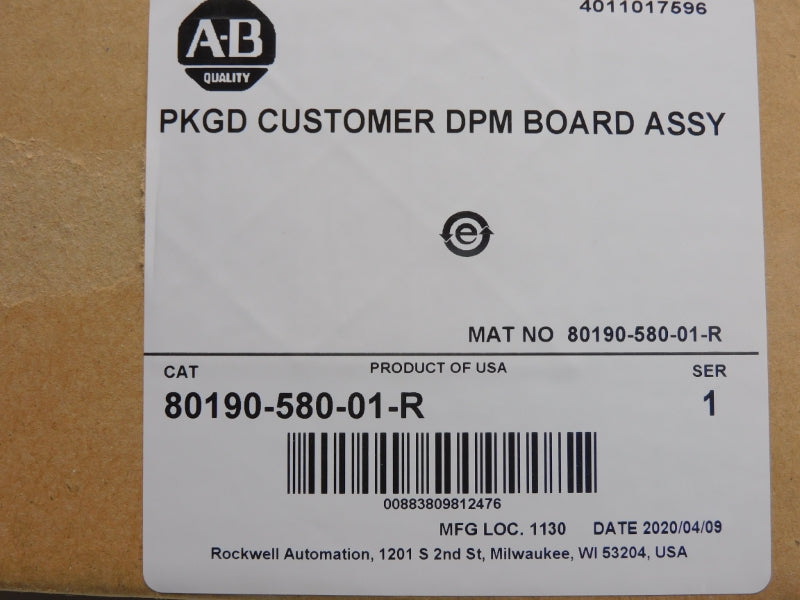 4011017596
A-B
QUALITY
PKGD CUSTOMER DPM BOARD ASSY
e
MAT NO 80190-580-01-R
CAT PRODUCT OF USA SER
80190-580-01-R 1
00883809812476
MFG LOC. 1130 DATE 2020/04/09
Rockwell Automation, 1201 S 2nd St, Milwaukee, WI 53204, USA